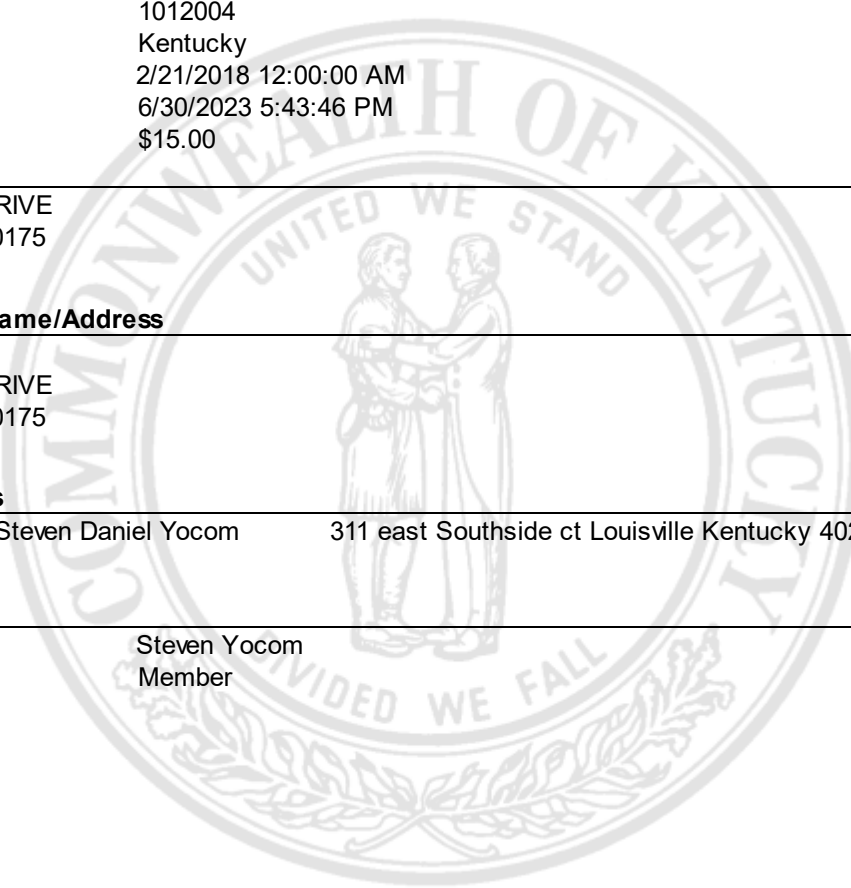 1012004
Kentucky
2/21/2018 12:00:00 AM
6/30/2023 5:43:46 PM
$15.00
RIVE
0175
ame/Address
RIVE
0175
s
Steven Daniel Yocom 311 east Southside ct Louisville Kentucky 402
Steven Yocom
Member
COMMONWEALTH OF KENTUCKY
UNITED WE STAND
DIVIDED WE FALL